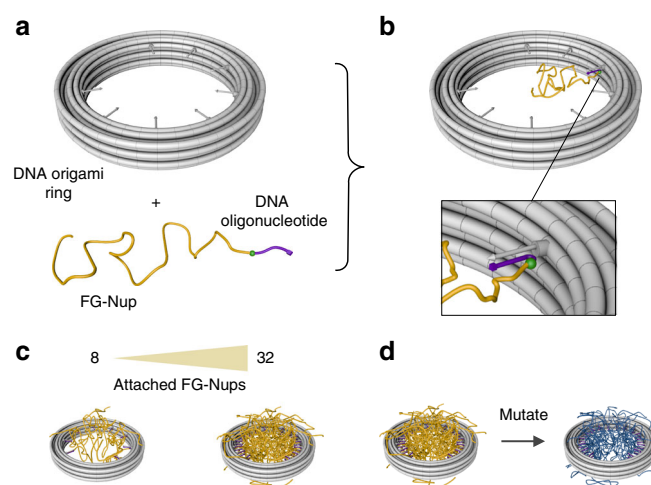 a
b
DNA origami
ring
+
DNA
oligonucleotide
FG-Nup
c
8
32
Attached FG-Nups
d
Mutate